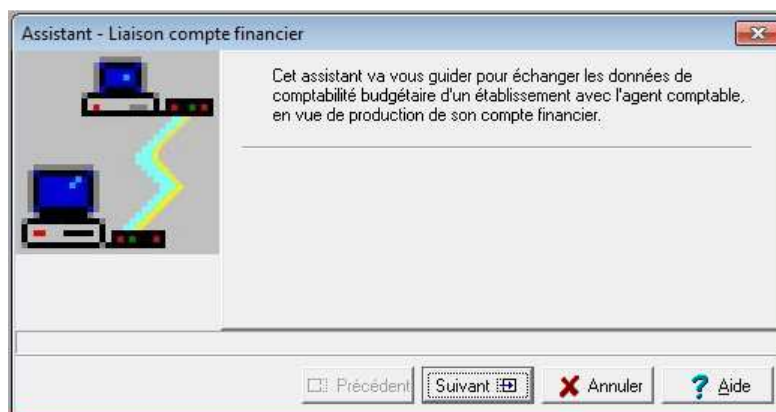 Assistant - Liaison compte financier
Cet assistant va vous guider pour échanger les données de
comptabilité budgétaire d'un établissement avec l'agent comptable,
en vue de production de son compte financier.
Précédent Suivant Annuler Aide